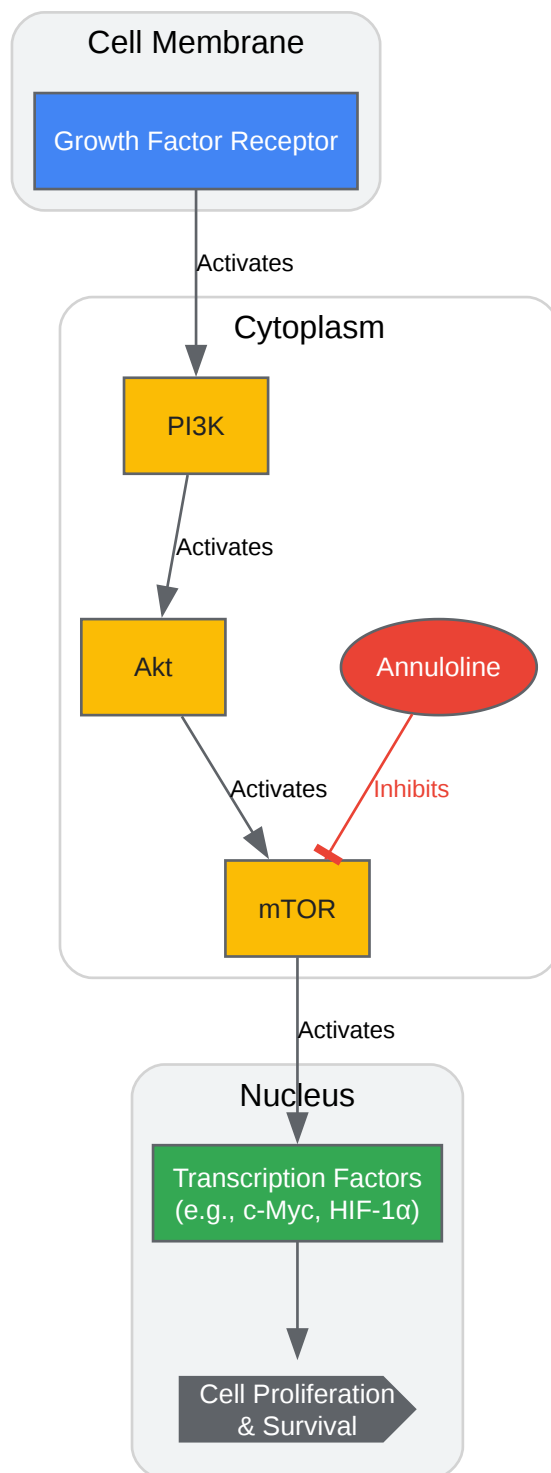 Cell Membrane
Growth Factor Receptor
Activates
Cytoplasm
PI3K
Activates
Akt
Annuloline
Activates
Inhibits
mTOR
Activates
Nucleus
Transcription Factors
(e.g., c-Myc, HIF-1α)
Cell Proliferation
& Survival